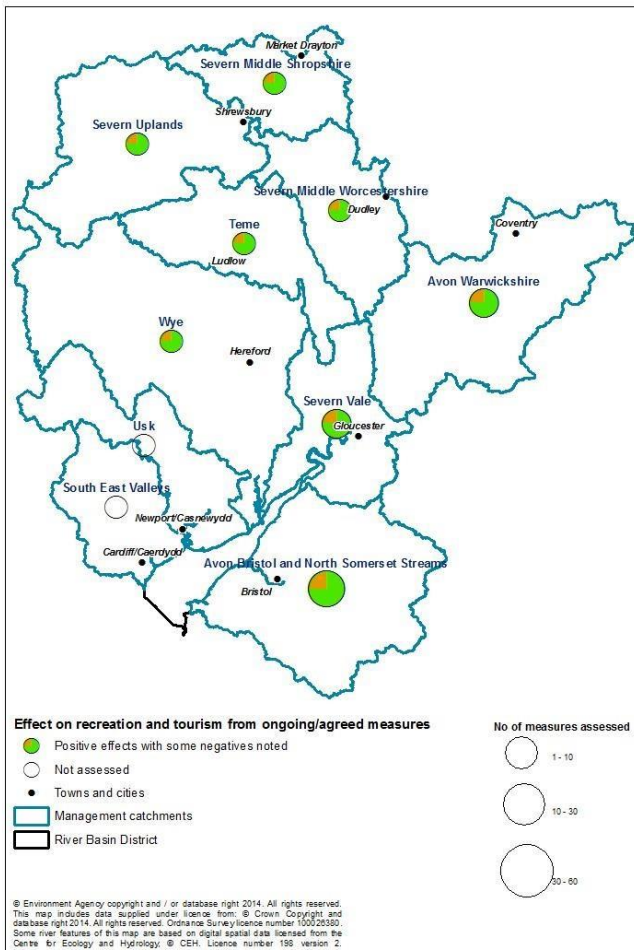 Market Drayton
Severn Middle Shropshire
Shrewsbury
Severn Uplands
Severn Middle Worcestershire
Dudley
Teme
Ludlow
Coventry
Avon Warwickshire
Wye
Hereford
Severn Vale
Gloucester
Usk
South East Valleys
Newport/Casnewydd
Cardiff/Caerdydd
Avon Bristol and North Somerset Streams
Bristol
Effect on recreation and tourism from ongoing/agreed measures
Positive effects with some negatives noted
Not assessed
Towns and cities
Management catchments
River Basin District
No of measures assessed
1 - 10
10 - 30
30 - 60
© Environment Agency copyright and / or database right 2014. All rights reserved.
This map includes data supplied under licence from: © Crown Copyright and
database right 2014. All rights reserved. Ordnance Survey licence number 100026380.
Some river features of this map are based on digital spatial data licensed from the
Centre for Ecology and Hydrology, © CEH. Licence number 198 version 2.